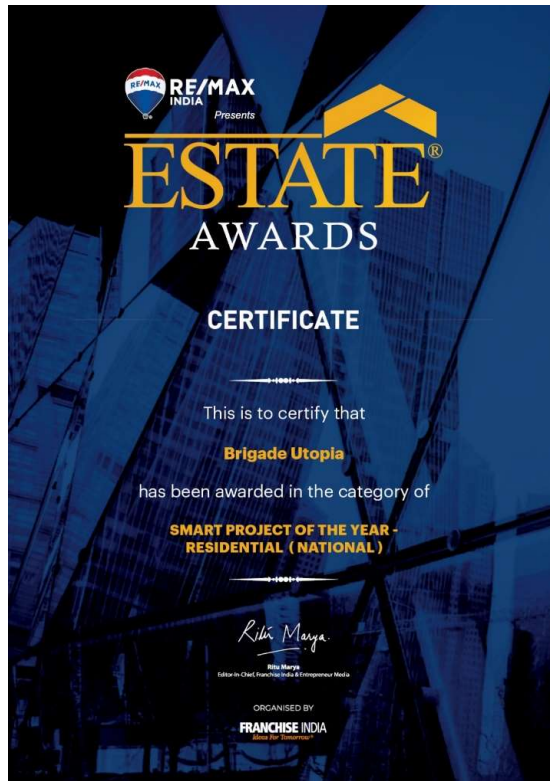 RE/MAX
RE/MAX
INDIA
Presents
ESTATE®
AWARDS
CERTIFICATE
This is to certify that
Brigade Utopia
has been awarded in the category of
SMART PROJECT OF THE YEAR -
RESIDENTIAL ( NATIONAL )
Ritu Marya
Ritu Marya
Editor-In-Chief, Franchise India & Entrepreneur Media
ORGANISED BY
FRANCHISE INDIA
Ideas For Tomorrow